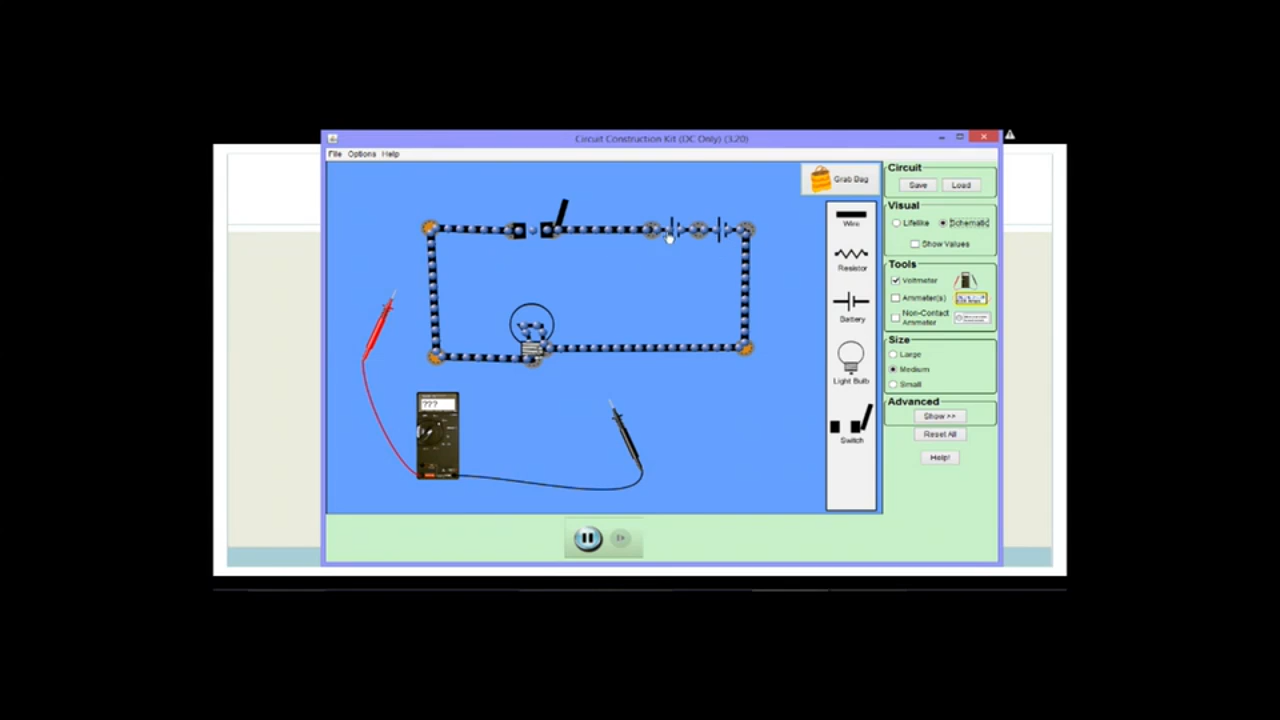 Circuit Construction Kit (DC Only) (3.20)
File Options Help
Grab Bag
Wire
Resistor
Battery
Light Bulb
Switch
???
Circuit
Save Load
Visual
Lifelike Schematic
Show Values
Tools
Voltmeter
Ammeter(s)
Non-Contact
Ammeter
Size
Large
Medium
Small
Advanced
Show >>
Reset All
Help!